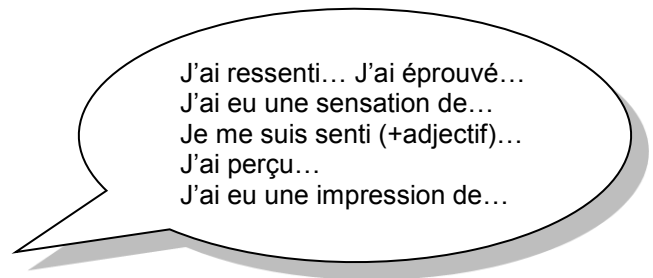 J’ai ressenti… J’ai éprouvé…
J’ai eu une sensation de…
Je me suis senti (+adjectif)…
J’ai perçu…
J’ai eu une impression de…